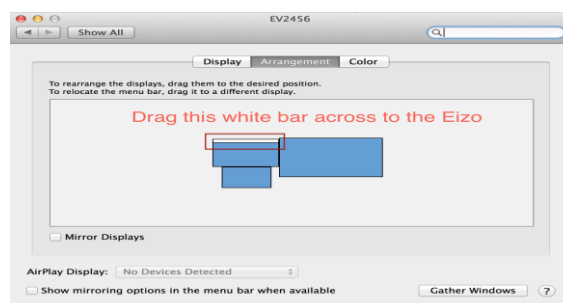 EV2456
Show All
Display Arrangement Color
To rearrange the displays, drag them to the desired position.
To relocate the menu bar, drag it to a different display.
Drag this white bar across to the Eizo
Mirror Displays
AirPlay Display: No Devices Detected
Show mirroring options in the menu bar when available
Gather Windows ?